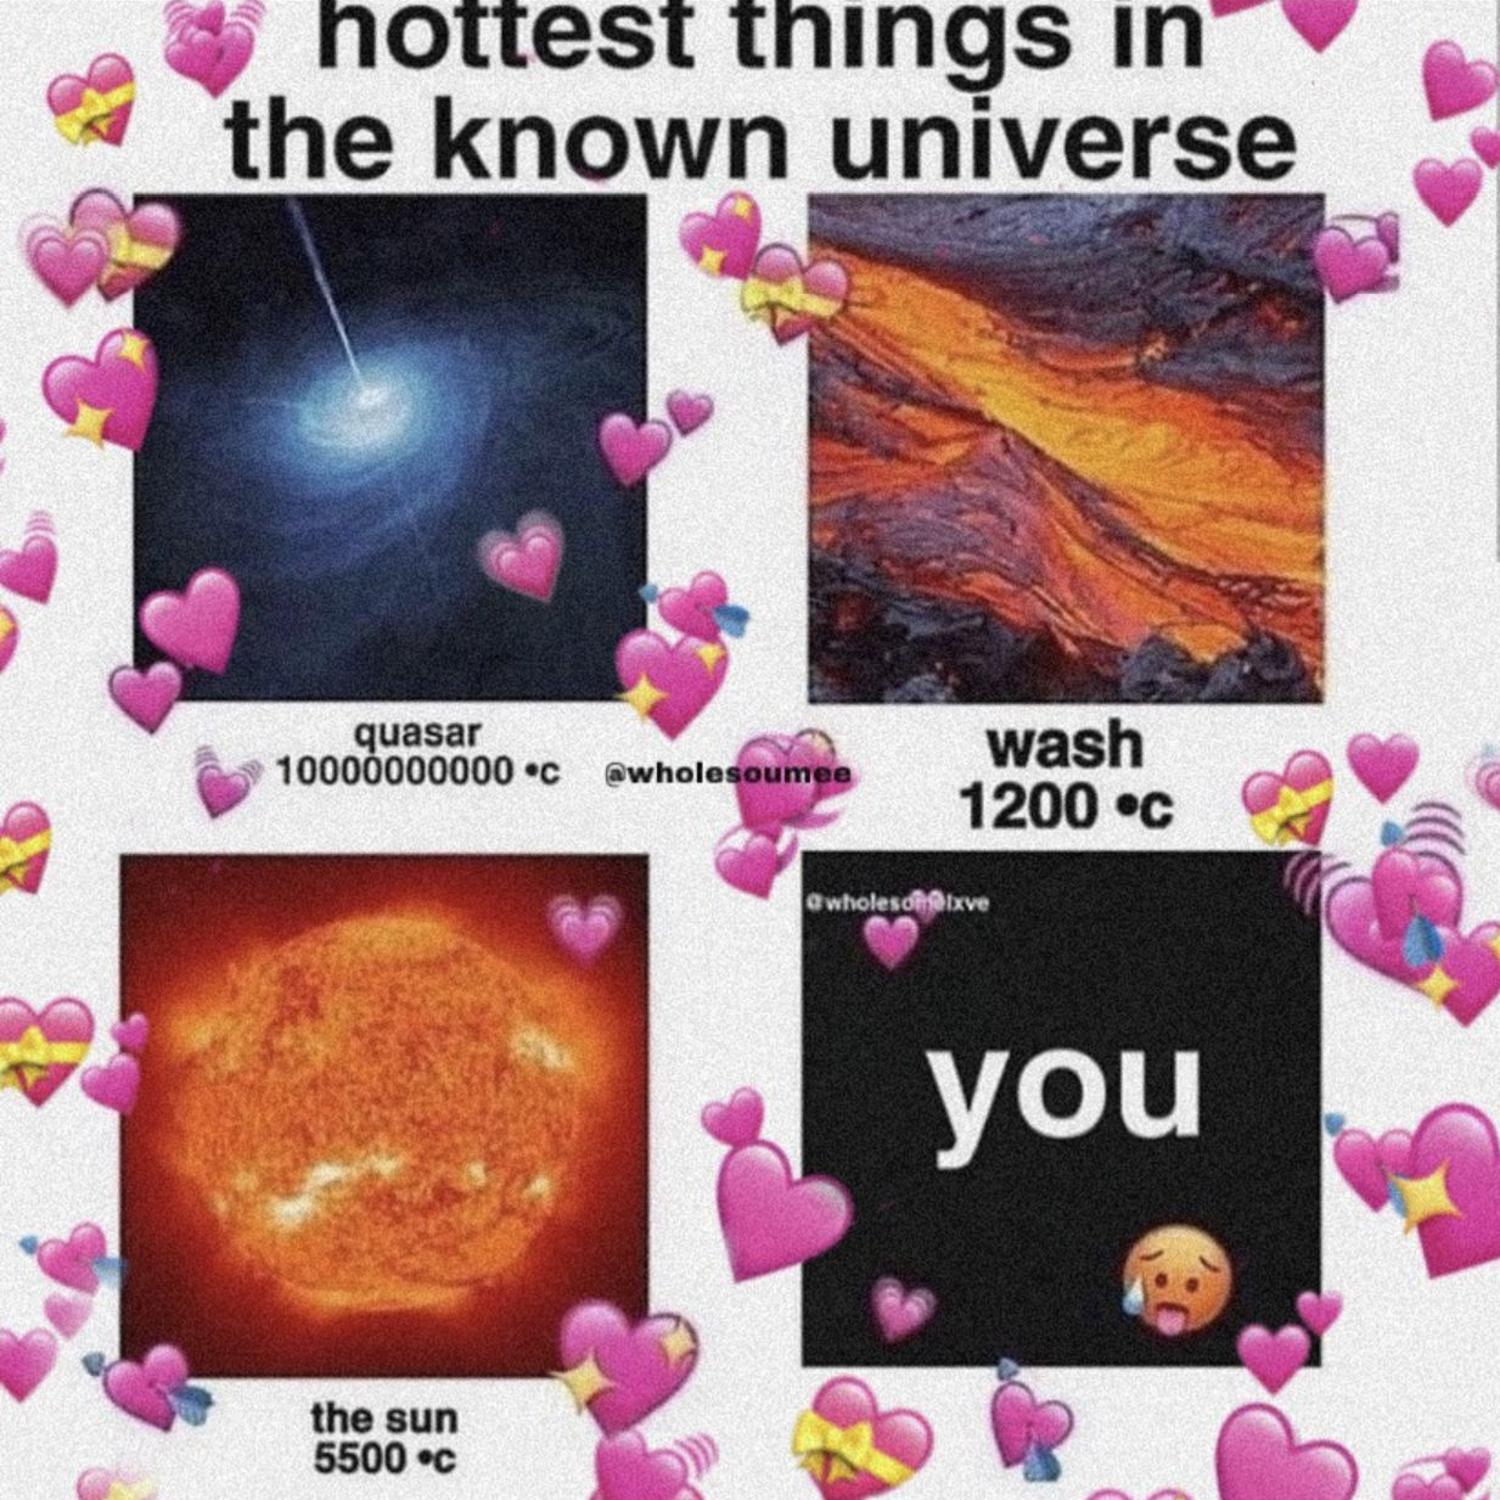 hottest things in
the known universe
quasar
10000000000 •c
@wholesoumee
wash
1200 •c
you
the sun
5500 •c